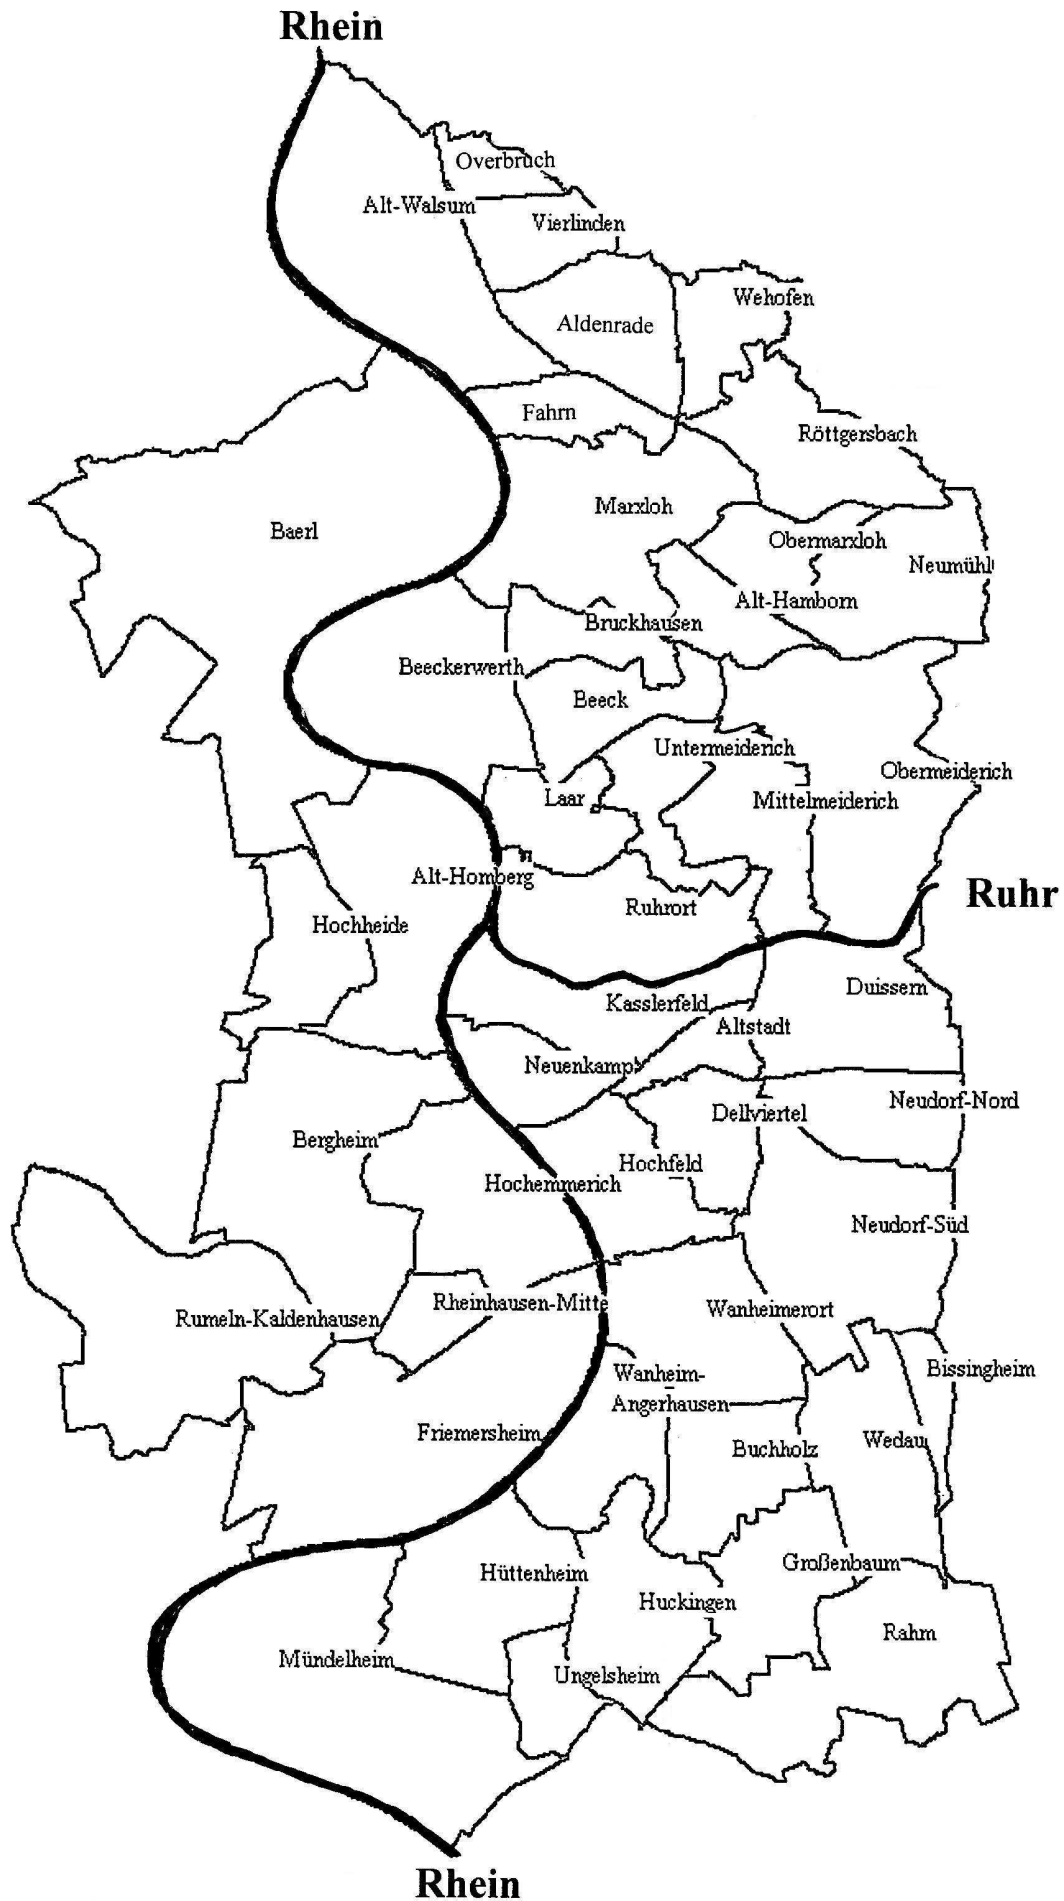 Rhein
Overbruch
Alt-Walsum
Vierlinden
Wehofen
Aldenrade
Fahrn
Röttgersbach
Marxloh
Baerl
Obermarxloh
Neumühl
Alt-Hamborn
Bruckhausen
Beeckerwerth
Beeck
Untermeiderich
Obermeiderich
Laar
Mittelmeiderich
Alt-Homberg
Ruhr
Ruhrort
Hochheide
Duissern
Kasslerfeld
Altstadt
Neuenkamp
Neudorf-Nord
Dellviertel
Bergheim
Hochfeld
Hochemmerich
Neudorf-Süd
Rheinhausen-Mitte
Wanheimerort
Rumeln-Kaldenhausen
Bissingheim
Wanheim-
Angerhausen
Friemersheim
Wedau
Buchholz
Großenbaum
Hüttenheim
Huckingen
Rahm
Mündelheim
Ungelsheim
Rhein